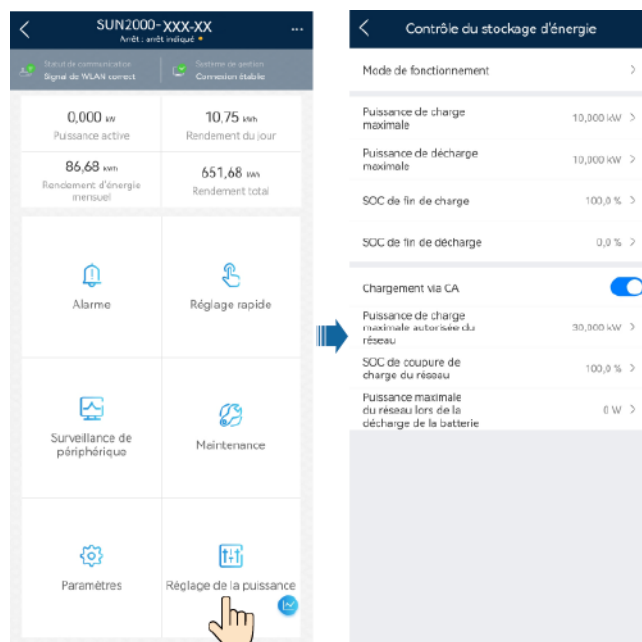 SUN2000-XXX-XX
Arrêt : arrêt indiqué
Statut de communication
Signal de WLAN correct
Système de gestion
Connexion établie
0,000 kW
Puissance active
10,75 kWh
Rendement du jour
86,68 kWh
Rendement d'énergie
mensuel
651,68 kWh
Rendement total
Alarme
Réglage rapide
Surveillance de
périphérique
Maintenance
Paramètres
Réglage de la puissance
Contrôle du stockage d'énergie
Mode de fonctionnement
Puissance de charge
maximale
10,000 kW
Puissance de décharge
maximale
10,000 kW
SOC de fin de charge
100,0 %
SOC de fin de décharge
0,0 %
Chargement via CA
Puissance de charge
maximale autorisée du
réseau
30,000 kW
SOC de coupure de
charge du réseau
100,0 %
Puissance maximale
du réseau lors de la
décharge de la batterie
0 W